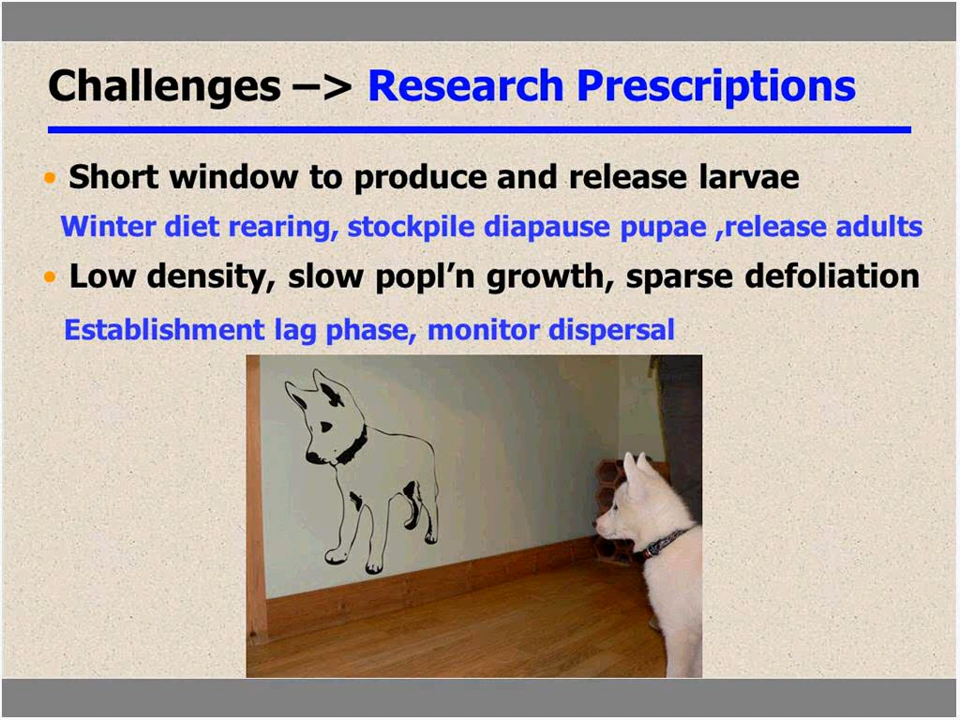 Challenges –> Research Prescriptions
• Short window to produce and release larvae
Winter diet rearing, stockpile diapause pupae ,release adults
• Low density, slow popl’n growth, sparse defoliation
Establishment lag phase, monitor dispersal